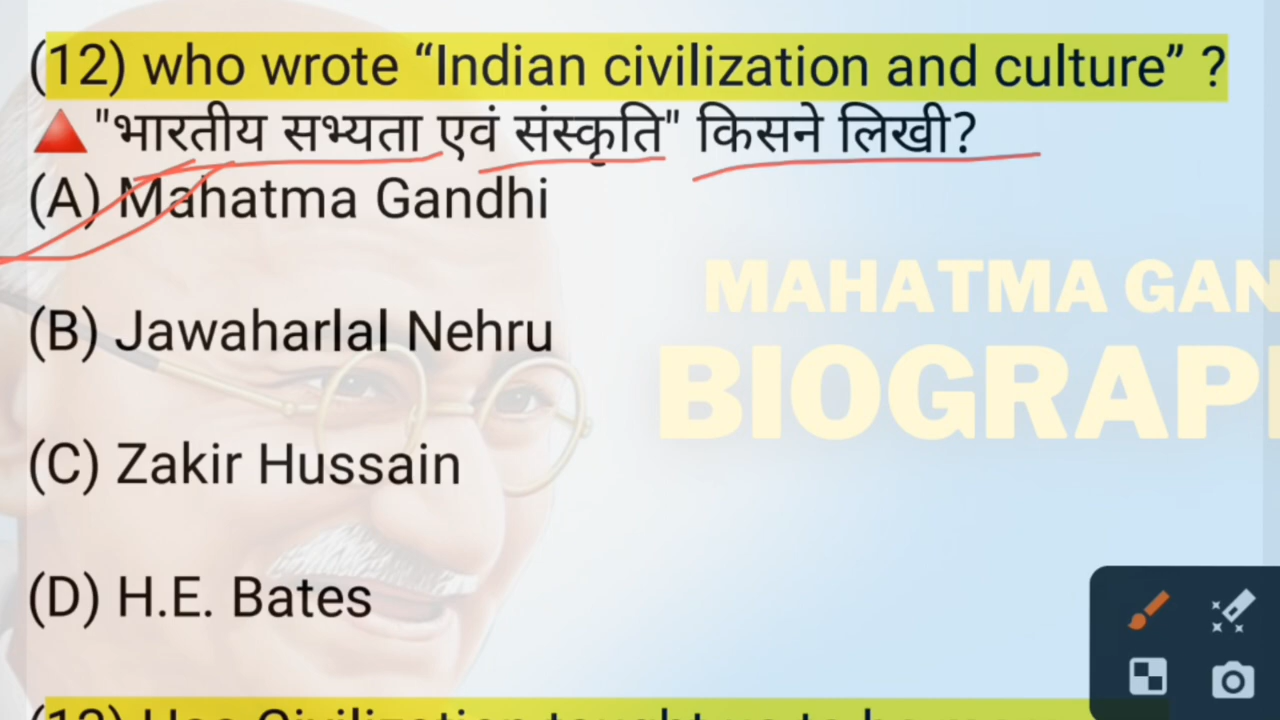 (12) who wrote “Indian civilization and culture” ?
"भारतीय सभ्यता एवं संस्कृति" किसने लिखी?
(A) Mahatma Gandhi
MAHATMA GAN
(B) Jawaharlal Nehru
BIOGRAP
(C) Zakir Hussain
(D) H.E. Bates